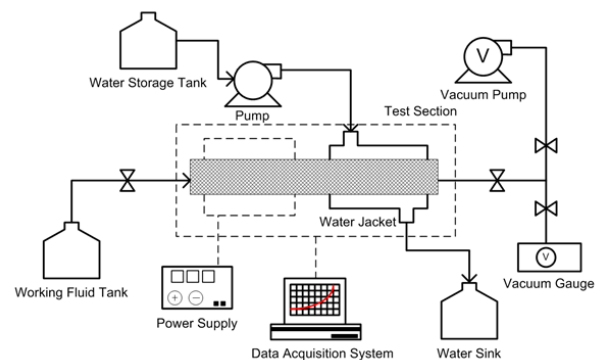 Water Storage Tank
Pump
V
Vacuum Pump
Test Section
Water Jacket
Working Fluid Tank
Power Supply
Data Acquisition System
Water Sink
V
Vacuum Gauge